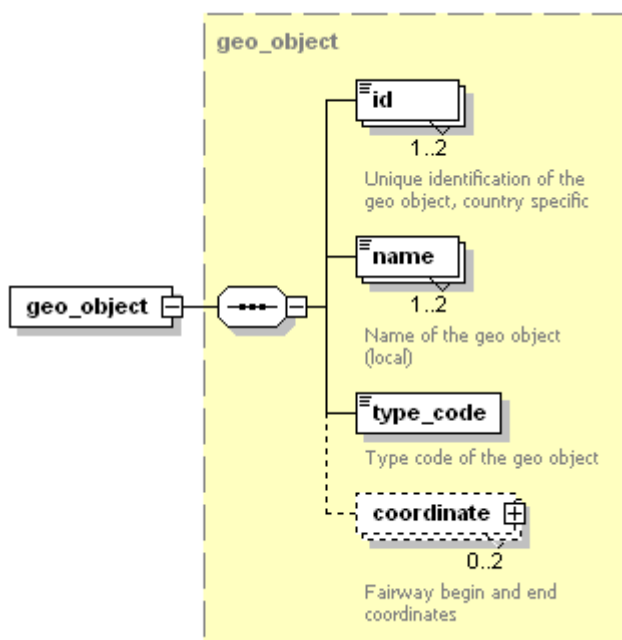 geo_object
id
1..2
Unique identification of the
geo object, country specific
name
1..2
Name of the geo object
(local)
geo_object
type_code
Type code of the geo object
coordinate
0..2
Fairway begin and end
coordinates